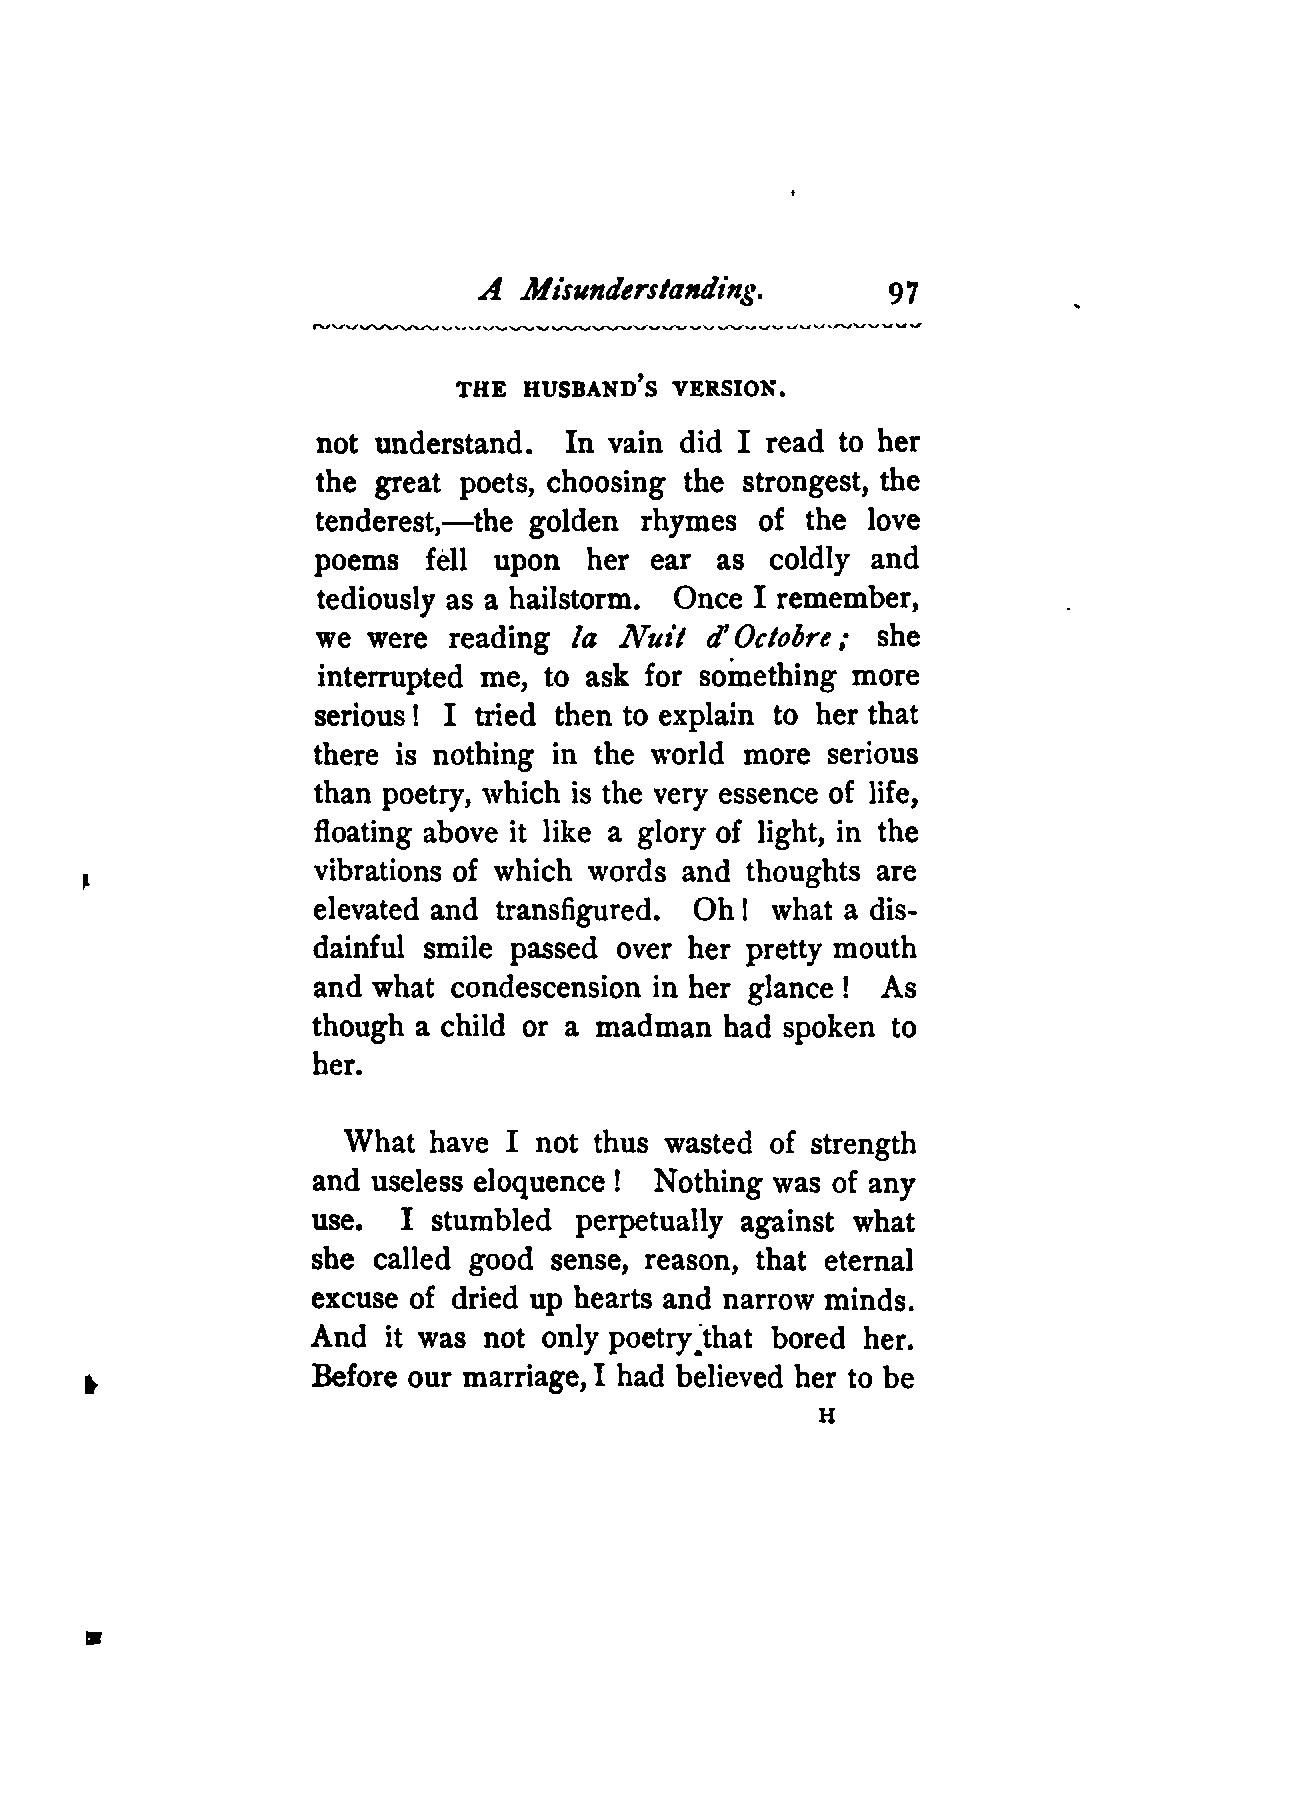 A Misunderstanding. 97
THE HUSBAND'S VERSION.
not understand. In vain did I read to her
the great poets, choosing the strongest, the
tenderest,—the golden rhymes of the love
poems fell upon her ear as coldly and
tediously as a hailstorm. Once I remember,
we were reading la Nuit d'Octobre; she
interrupted me, to ask for something more
serious! I tried then to explain to her that
there is nothing in the world more serious
than poetry, which is the very essence of life,
floating above it like a glory of light, in the
vibrations of which words and thoughts are
elevated and transfigured. Oh! what a dis-
dainful smile passed over her pretty mouth
and what condescension in her glance! As
though a child or a madman had spoken to
her.
What have I not thus wasted of strength
and useless eloquence! Nothing was of any
use. I stumbled perpetually against what
she called good sense, reason, that eternal
excuse of dried up hearts and narrow minds.
And it was not only poetry that bored her.
Before our marriage, I had believed her to be
H